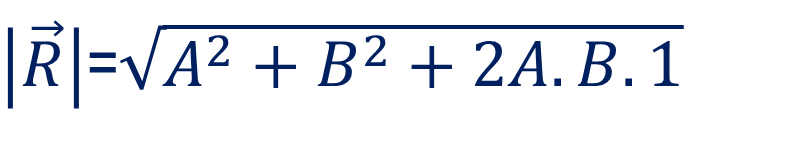 |R⃗|=√A² + B² + 2A. B. 1